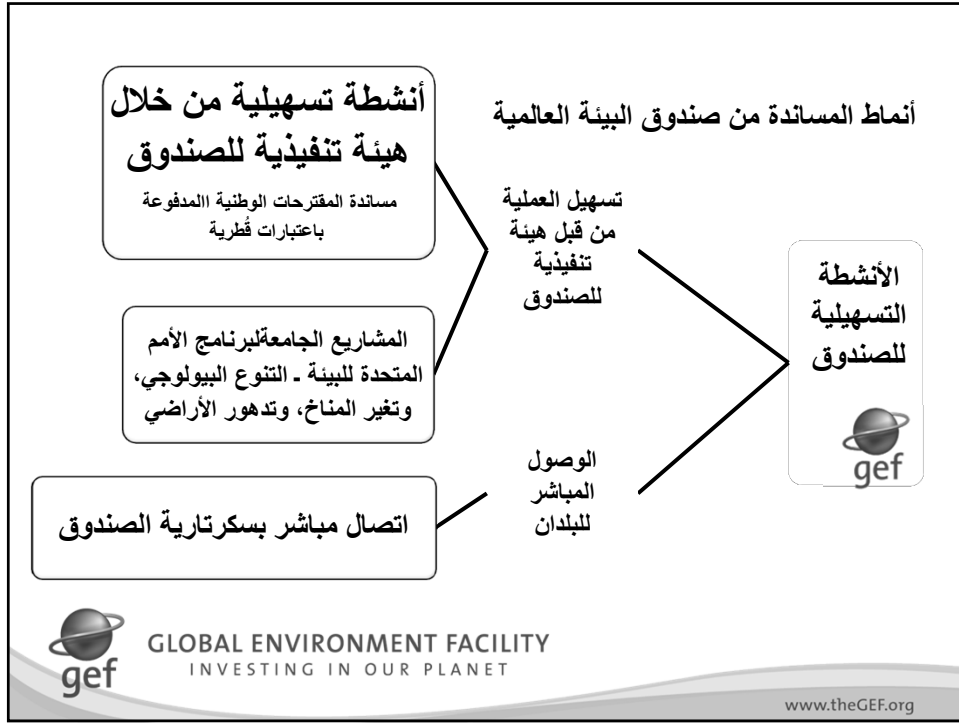 أنماط المساندة من صندوق البيئة العالمية
الأنشطة
التسهيلية
للصندوق
gef
تسهيل العملية
من قبل هيئة
تنفيذية
للصندوق
أنشطة تسهيلية من خلال
هيئة تنفيذية للصندوق
مساندة المقترحات الوطنية االمدفوعة
باعتبارات قُطرية
المشاريع الجامعةلبرنامج الأمم
المتحدة للبيئة ـ التنوع البيولوجي،
وتغير المناخ، وتدهور الأراضي
الوصول
المباشر
للبلدان
اتصال مباشر بسكرتارية الصندوق
gef
GLOBAL ENVIRONMENT FACILITY
INVESTING IN OUR PLANET
www.theGEF.org